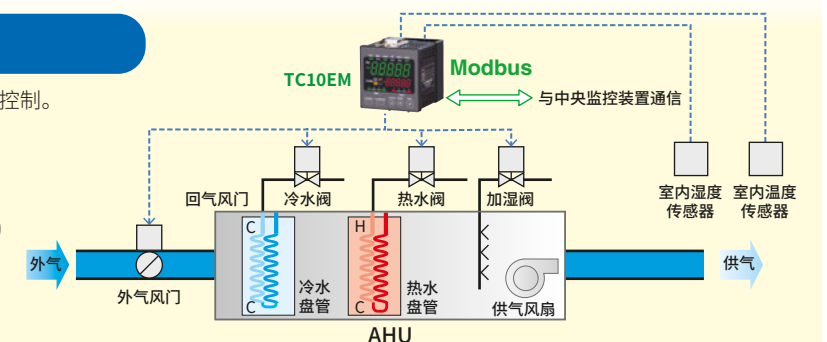 控制。
TC10EM
Modbus
与中央监控装置通信
回气风门
冷水阀
热水阀
加湿阀
室内湿度
传感器
室内温度
传感器
外气
外气风门
C
C
冷水
盘管
H
C
热水
盘管
供气风扇
供气
AHU